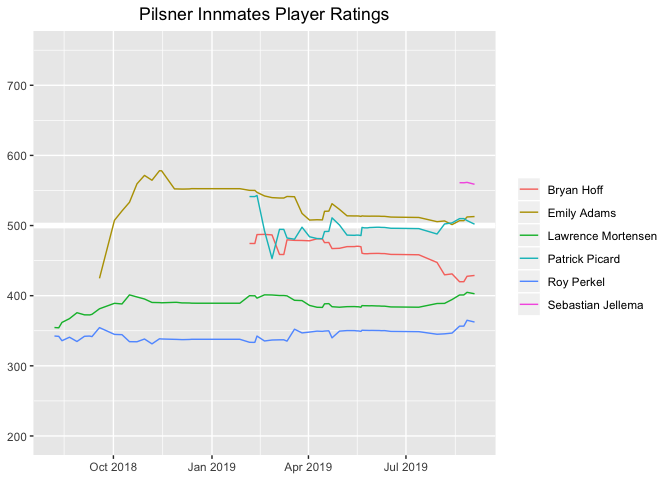 Pilsner Innmates Player Ratings
700
600
500
400
300
200
Oct 2018
Jan 2019
Apr 2019
Jul 2019
Bryan Hoff
Emily Adams
Lawrence Mortensen
Patrick Picard
Roy Perkel
Sebastian Jellema